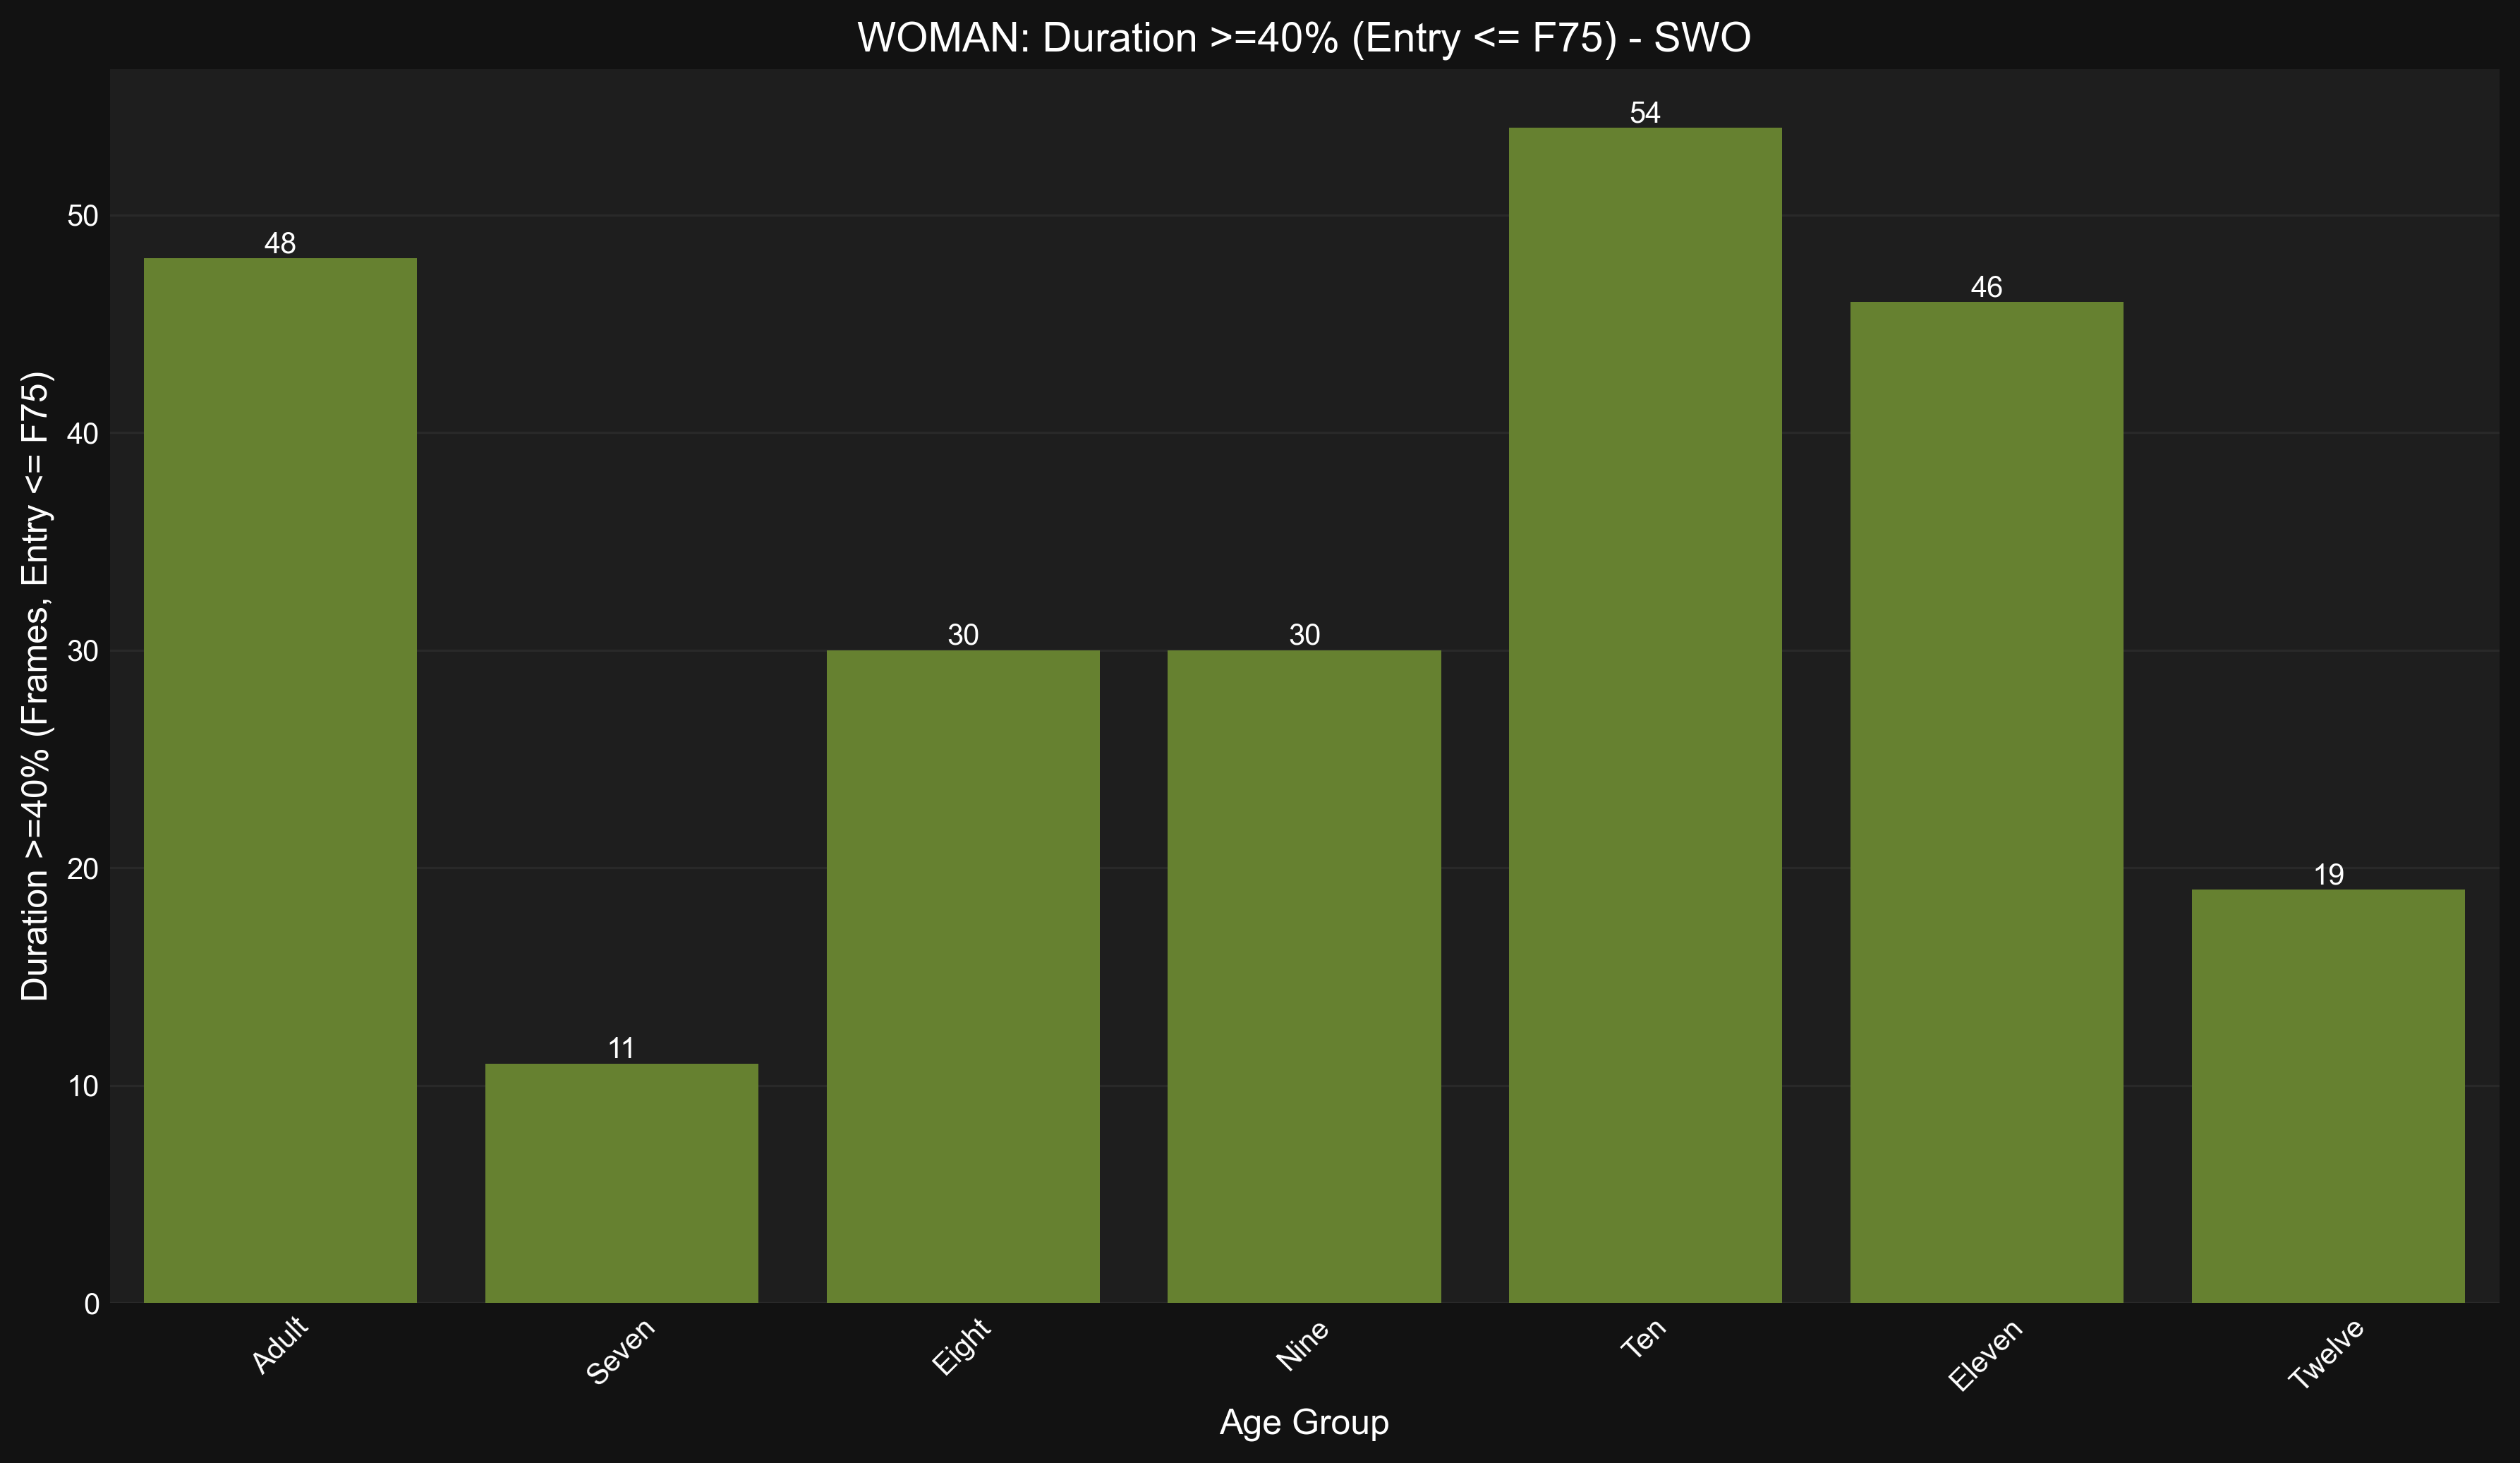 WOMAN: Duration >=40% (Entry <= F75) - SWO
Duration >=40% (Frames, Entry <= F75)
50
40
30
20
10
0
48
11
30
30
54
46
19
Adult
Seven
Eight
Nine
Ten
Eleven
Twelve
Age Group